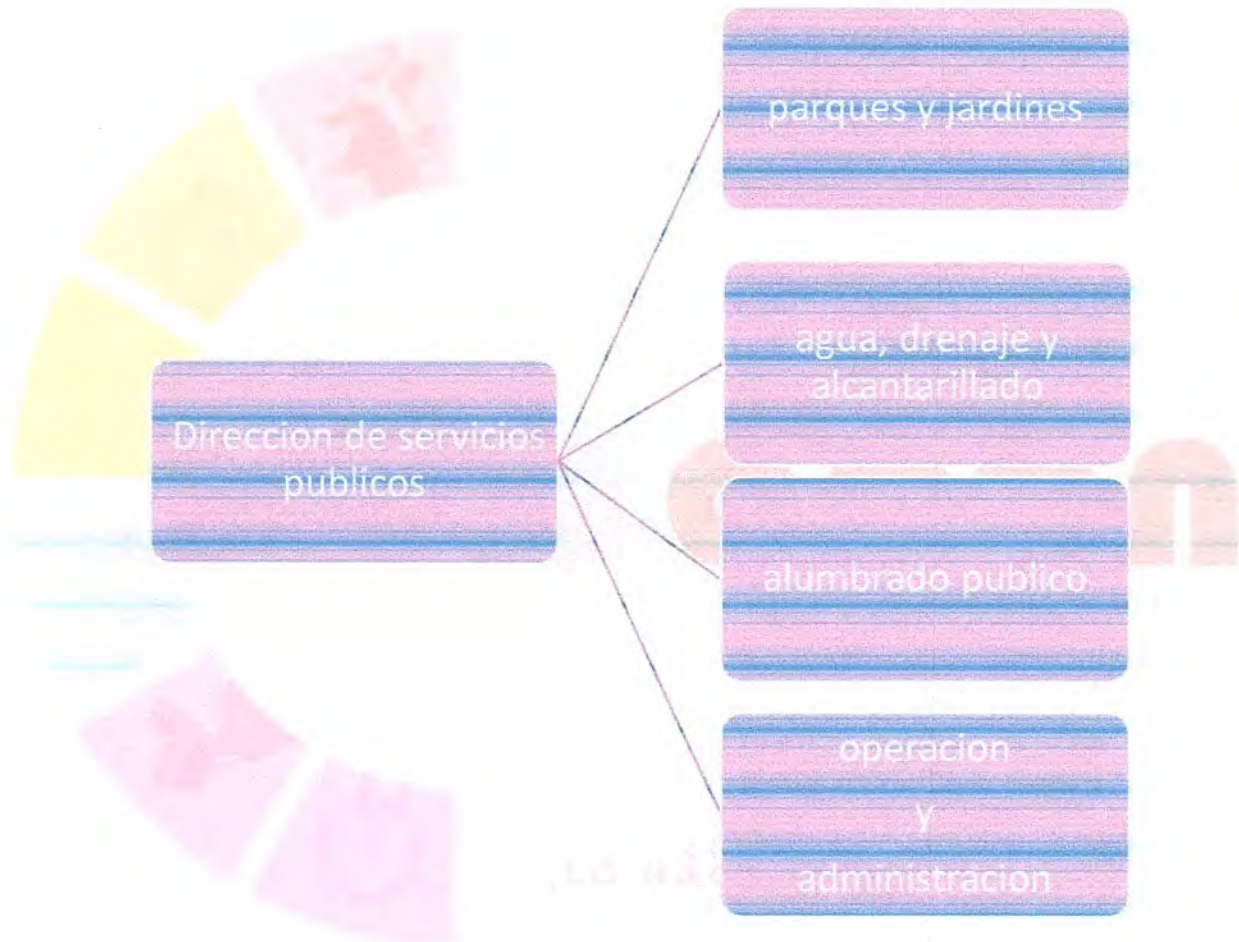 parques y jardines
agua, drenaje y
alcantarillado
Direccion de servicios
publicos
alumbrado publico
operacion
y
administracion